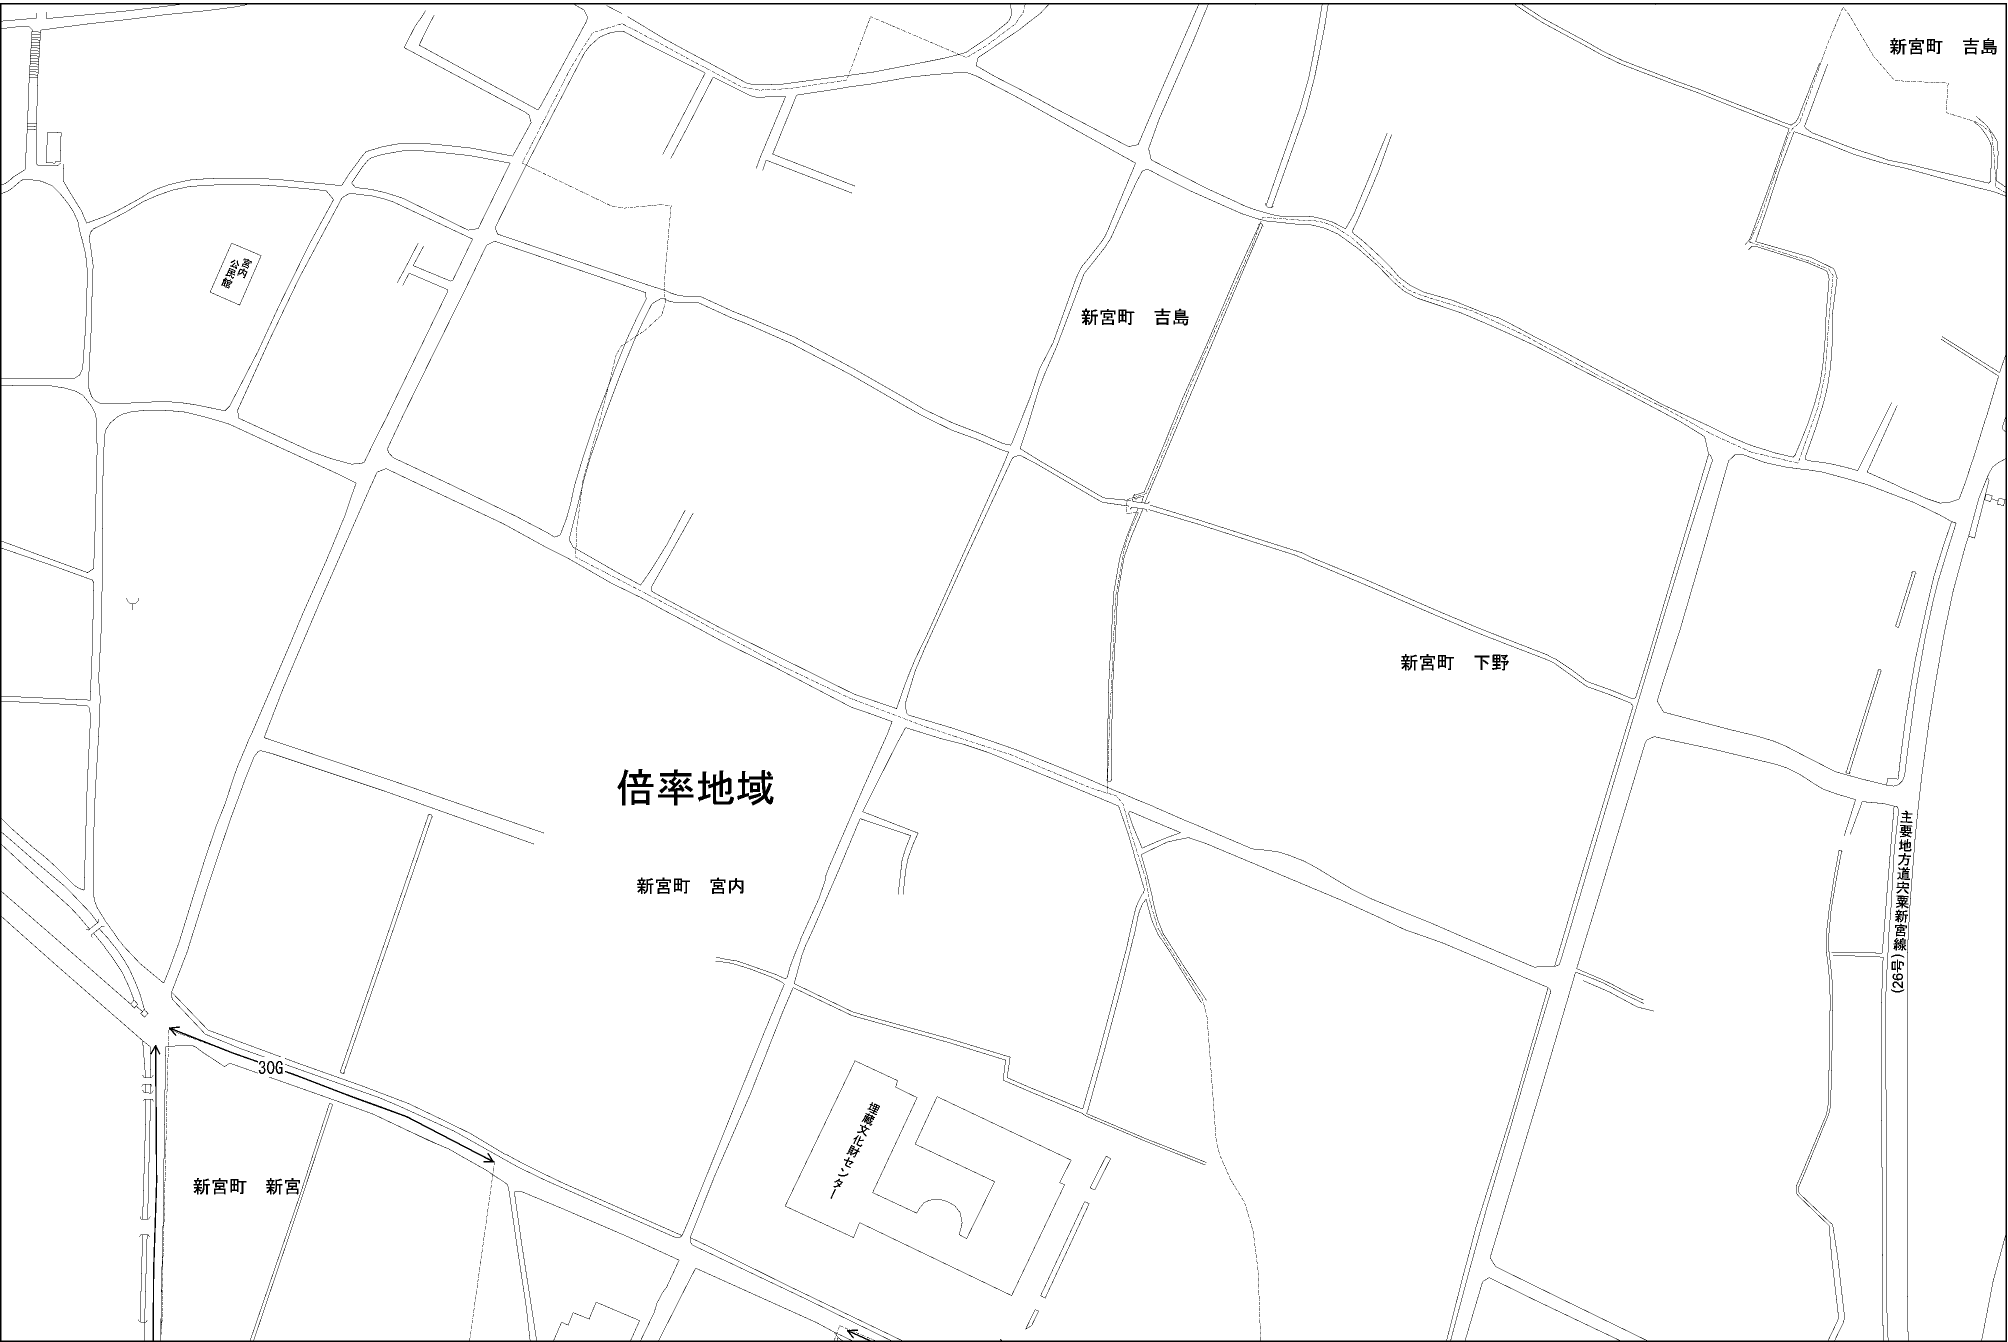 新宮町　吉島
宮内
公民館
新宮町　吉島
新宮町　下野
倍率地域
新宮町　宮内
主要地方道宍粟新宮線(26号)
30G
埋蔵文化財センター
新宮町　新宮